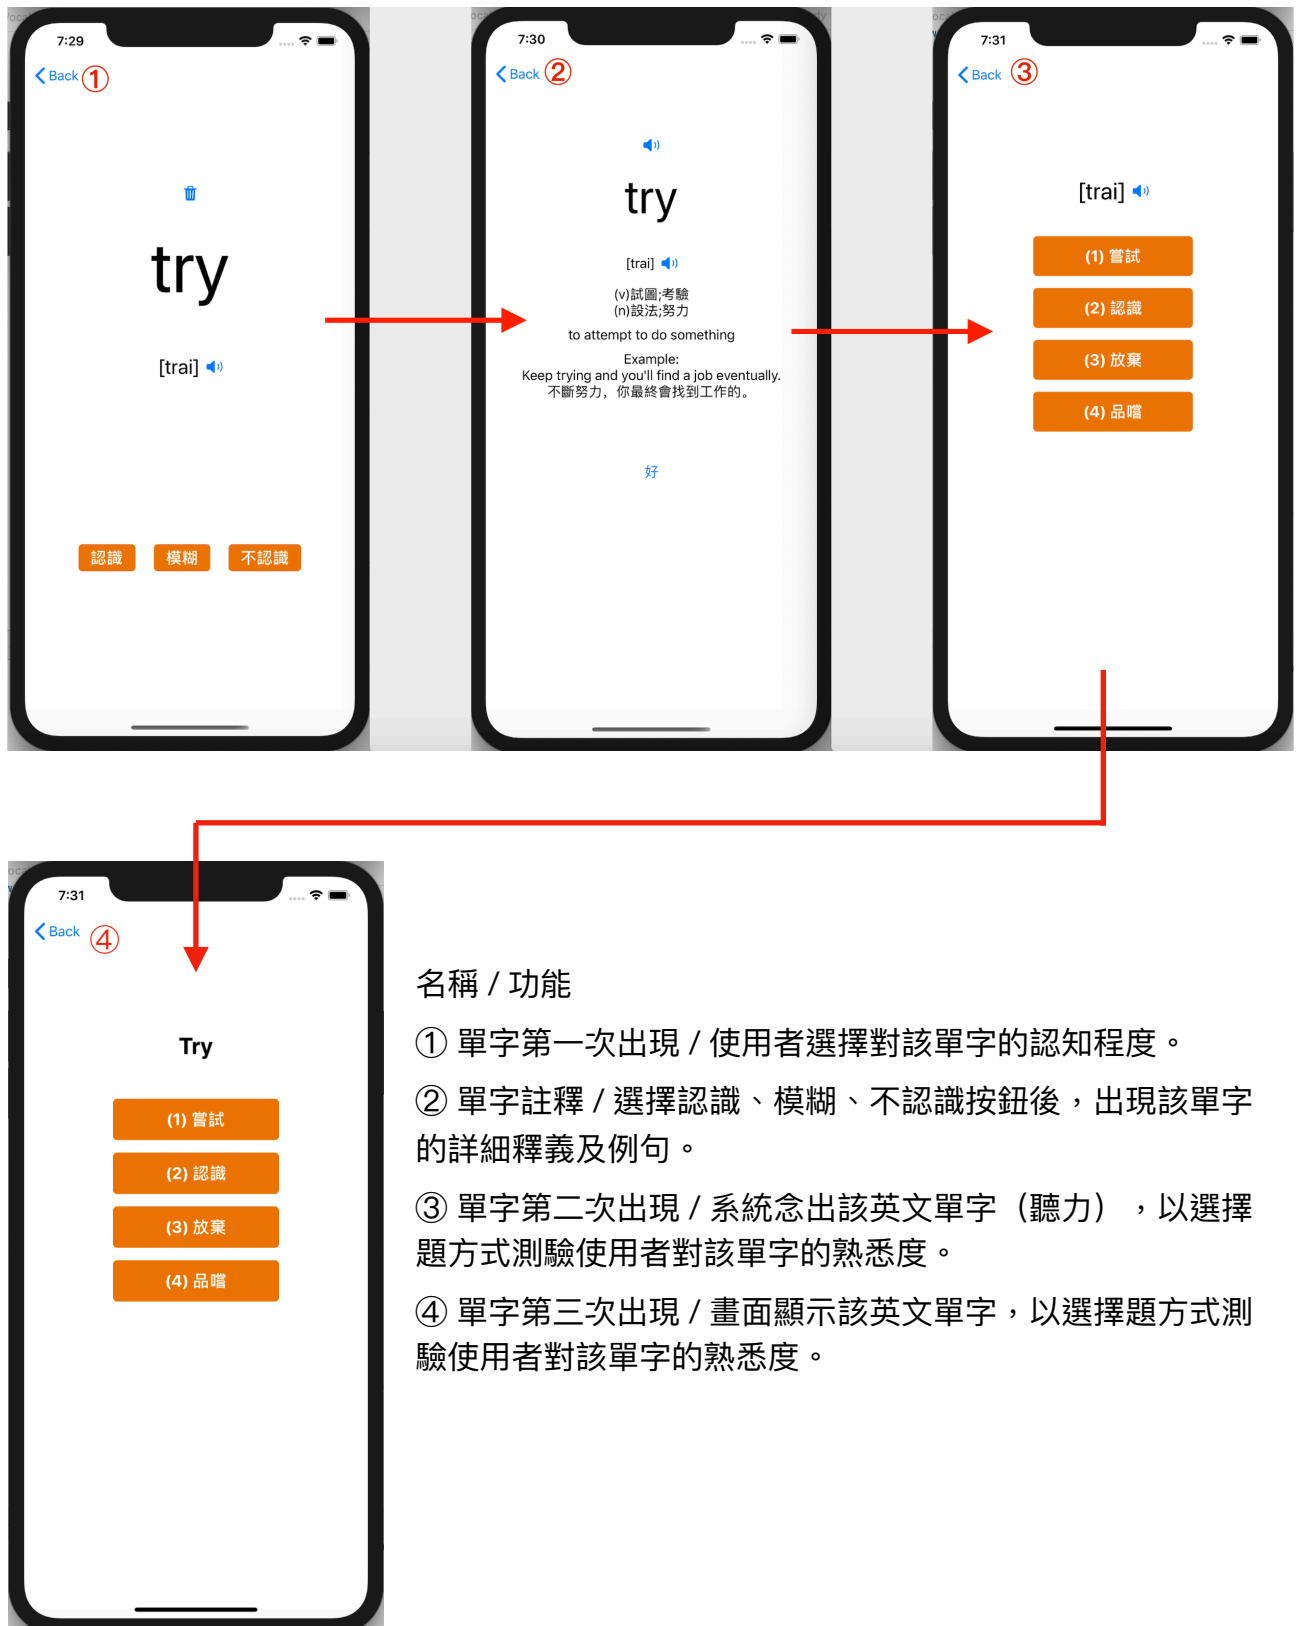 7:29
Back ①
try
[trai]
認識 模糊 不認識
7:30
Back ②
try
[trai]
(v)試圖;考驗
(n)設法;努力
to attempt to do something
Example:
Keep trying and you'll find a job eventually.
不斷努力，你最終會找到工作的。
好
7:31
Back ③
[trai]
(1) 嘗試
(2) 認識
(3) 放棄
(4) 品嚐
7:31
Back ④
Try
(1) 嘗試
(2) 認識
(3) 放棄
(4) 品嚐
名稱 / 功能
① 單字第一次出現 / 使用者選擇對該單字的認知程度。
② 單字註釋 / 選擇認識、模糊、不認識按鈕後，出現該單字
的詳細釋義及例句。
③ 單字第二次出現 / 系統念出該英文單字（聽力），以選擇
題方式測驗使用者對該單字的熟悉度。
④ 單字第三次出現 / 畫面顯示該英文單字，以選擇題方式測
驗使用者對該單字的熟悉度。